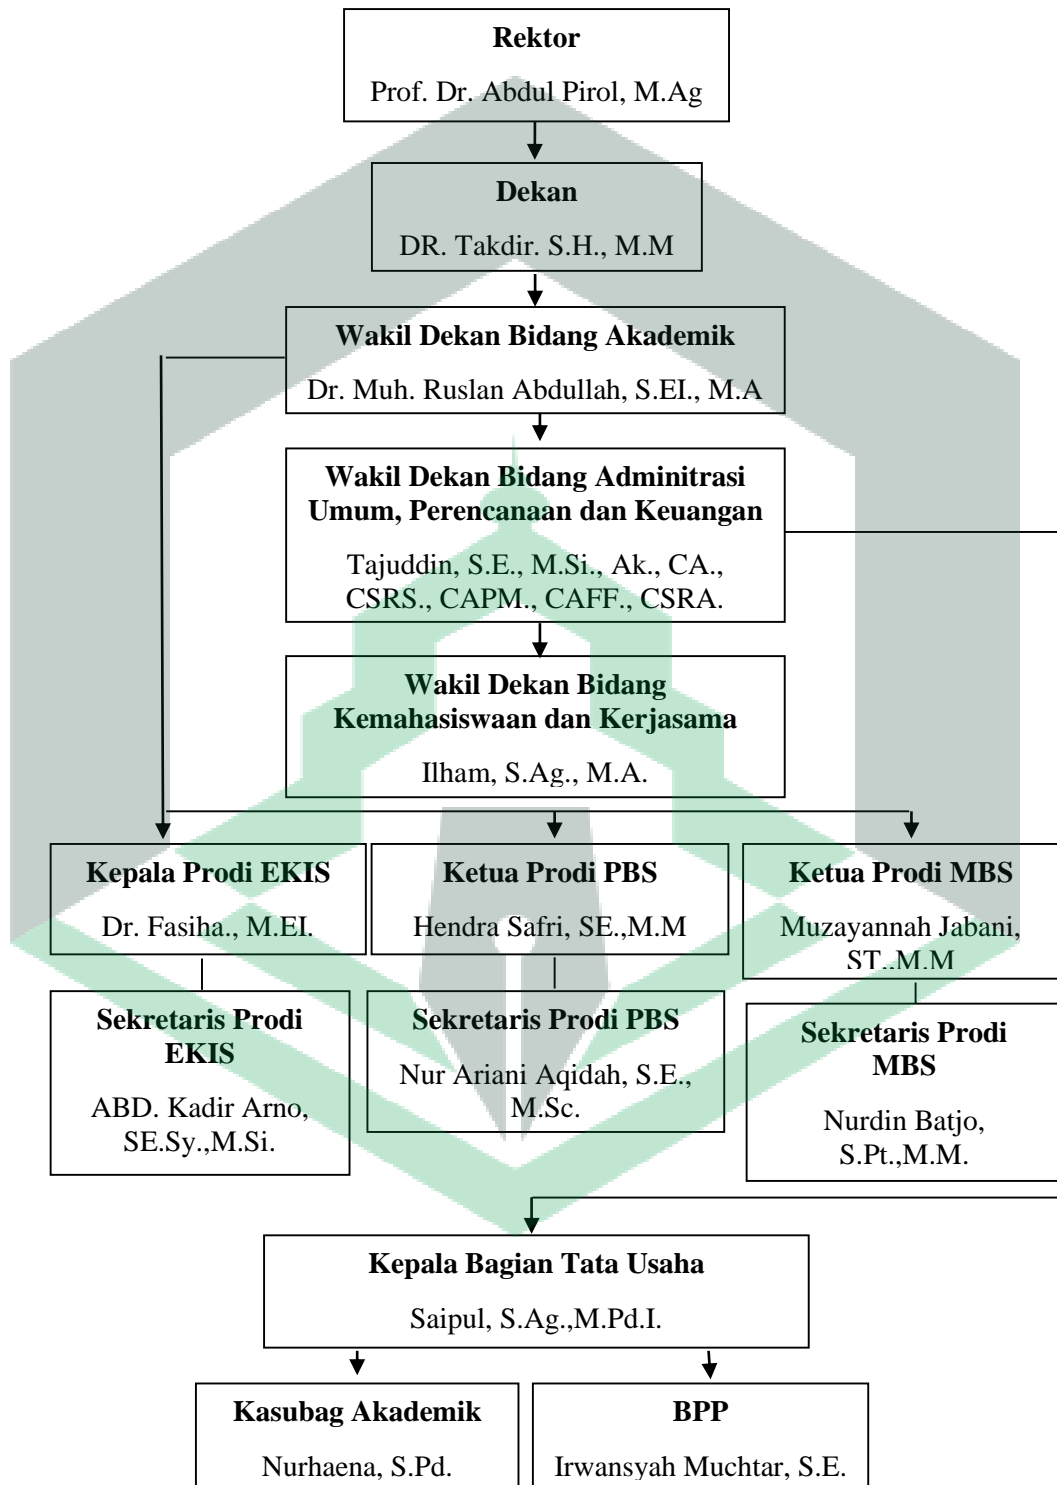 Rektor
Prof. Dr. Abdul Pirol, M.Ag
Dekan
DR. Takdir. S.H., M.M
Wakil Dekan Bidang Akademik
Dr. Muh. Ruslan Abdullah, S.EI., M.A
Wakil Dekan Bidang Adminitrasi
Umum, Perencanaan dan Keuangan
Tajuddin, S.E., M.Si., Ak., CA.,
CSRS., CAPM., CAFF., CSRA.
Wakil Dekan Bidang
Kemahasiswaan dan Kerjasama
Ilham, S.Ag., M.A.
Kepala Prodi EKIS
Dr. Fasiha., M.EI.
Ketua Prodi PBS
Hendra Safri, SE.,M.M
Ketua Prodi MBS
Muzayannah Jabani,
ST.,M.M
Sekretaris Prodi
EKIS
ABD. Kadir Arno,
SE.Sy.,M.Si.
Sekretaris Prodi PBS
Nur Ariani Aqidah, S.E.,
M.Sc.
Sekretaris Prodi
MBS
Nurdin Batjo,
S.Pt.,M.M.
Kepala Bagian Tata Usaha
Saipul, S.Ag.,M.Pd.I.
Kasubag Akademik
Nurhaena, S.Pd.
BPP
Irwansyah Muchtar, S.E.